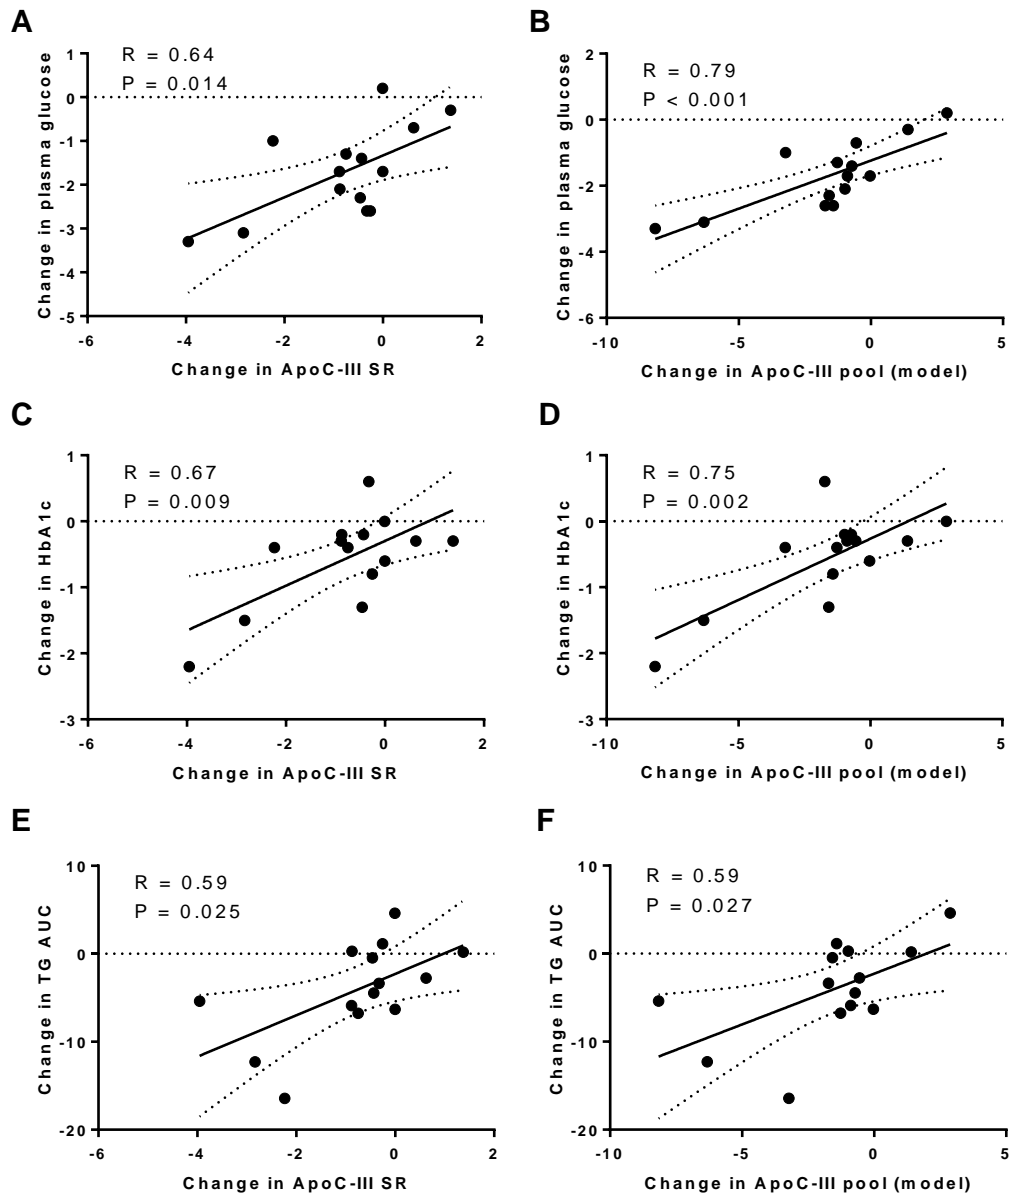 A
R = 0.64
P = 0.014
Change in plasma glucose
1
0
-1
-2
-3
-4
-5
-6
-4
-2
0
2
Change in ApoC-III SR
B
R = 0.79
P < 0.001
Change in plasma glucose
2
0
-2
-4
-6
-10
-5
0
5
Change in ApoC-III pool (model)
C
R = 0.67
P = 0.009
Change in HbA1c
1
0
-1
-2
-3
-6
-4
-2
0
2
Change in ApoC-III SR
D
R = 0.75
P = 0.002
Change in HbA1c
1
0
-1
-2
-3
-10
-5
0
5
Change in ApoC-III pool (model)
E
R = 0.59
P = 0.025
Change in TG AUC
10
0
-10
-20
-6
-4
-2
0
2
Change in ApoC-III SR
F
R = 0.59
P = 0.027
Change in TG AUC
10
0
-10
-20
-10
-5
0
5
Change in ApoC-III pool (model)